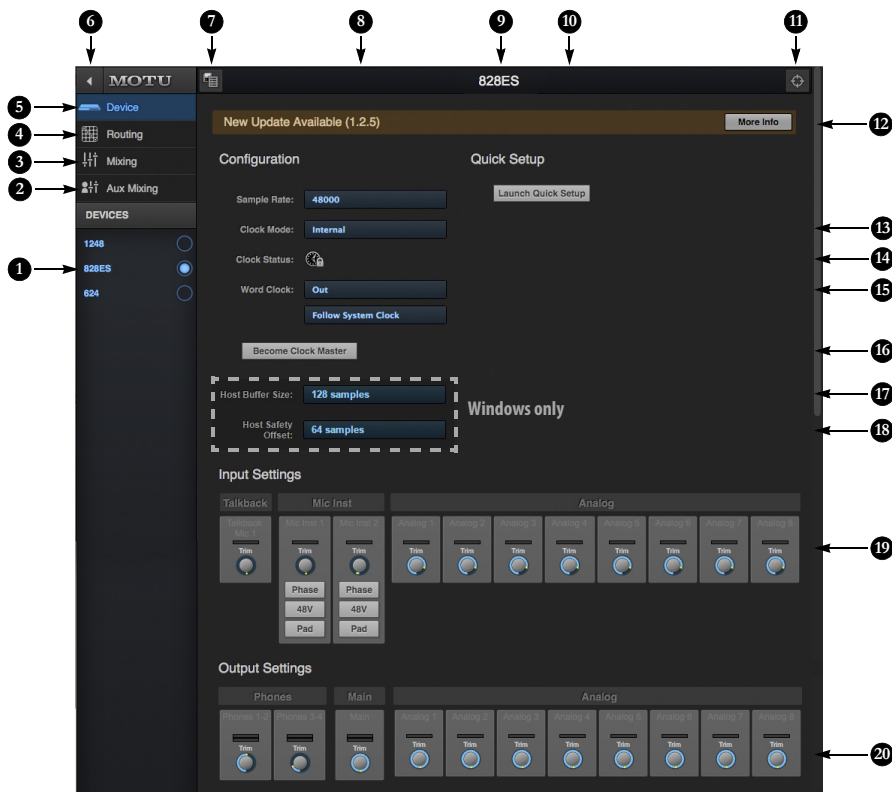 6 7 8 9 10 11
MOTU 828ES
5 Device
4 Routing
3 Mixing
2 Aux Mixing
DEVICES
1248
1 828ES
624
New Update Available (1.2.5) More Info 12
Configuration Quick Setup
Sample Rate: 48000 Launch Quick Setup
Clock Mode: Internal 13
Clock Status: 14
Word Clock: Out 15
Follow System Clock
Become Clock Master 16
Host Buffer Size: 128 samples 17
Windows only
Host Safety Offset: 64 samples 18
Input Settings
Talkback Mic Inst Analog
Talkback Mic 1 Mic Inst 1 Mic Inst 2 Analog 1 Analog 2 Analog 3 Analog 4 Analog 5 Analog 6 Analog 7 Analog 8
Trim Trim Trim Trim Trim Trim Trim Trim Trim Trim Trim 19
Phase Phase
48V 48V
Pad Pad
Output Settings
Phones Main Analog
Phones 1-2 Phones 3-4 Main Analog 1 Analog 2 Analog 3 Analog 4 Analog 5 Analog 6 Analog 7 Analog 8
Trim Trim Trim Trim Trim Trim Trim Trim Trim Trim Trim 20